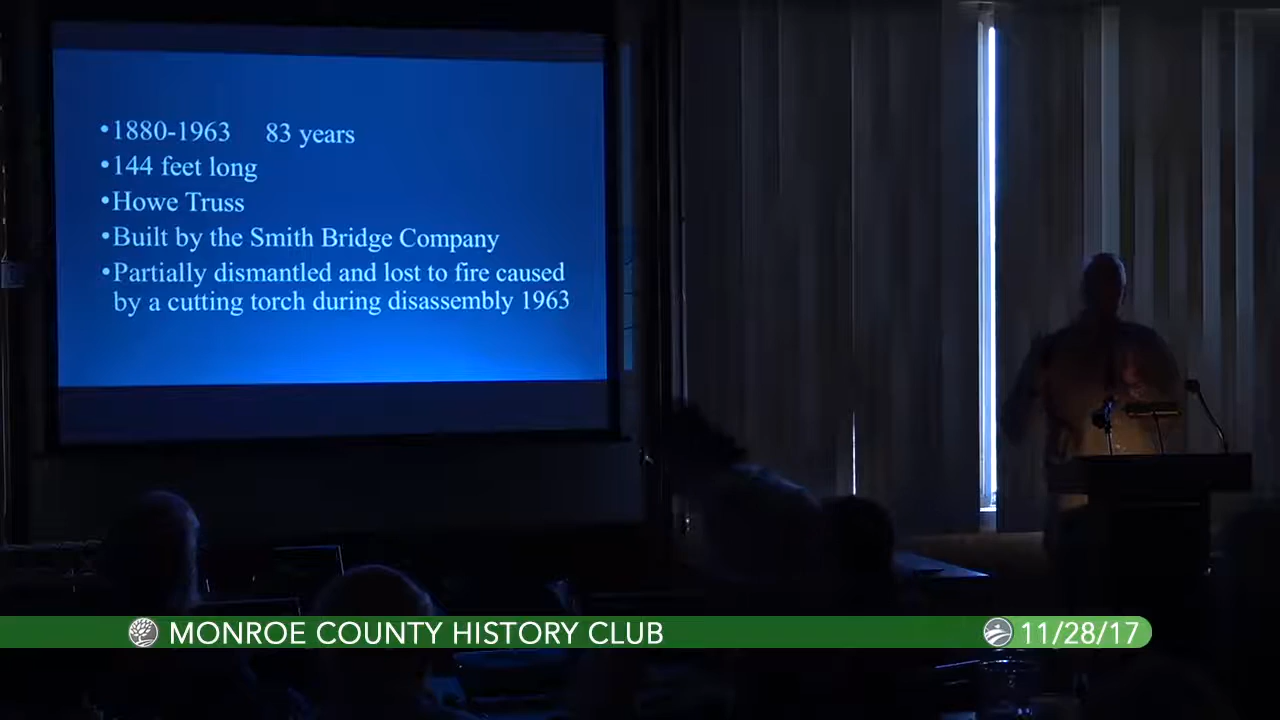 •1880-1963 83 years
•144 feet long
•Howe Truss
•Built by the Smith Bridge Company
•Partially dismantled and lost to fire caused
by a cutting torch during disassembly 1963
MONROE COUNTY HISTORY CLUB 11/28/17